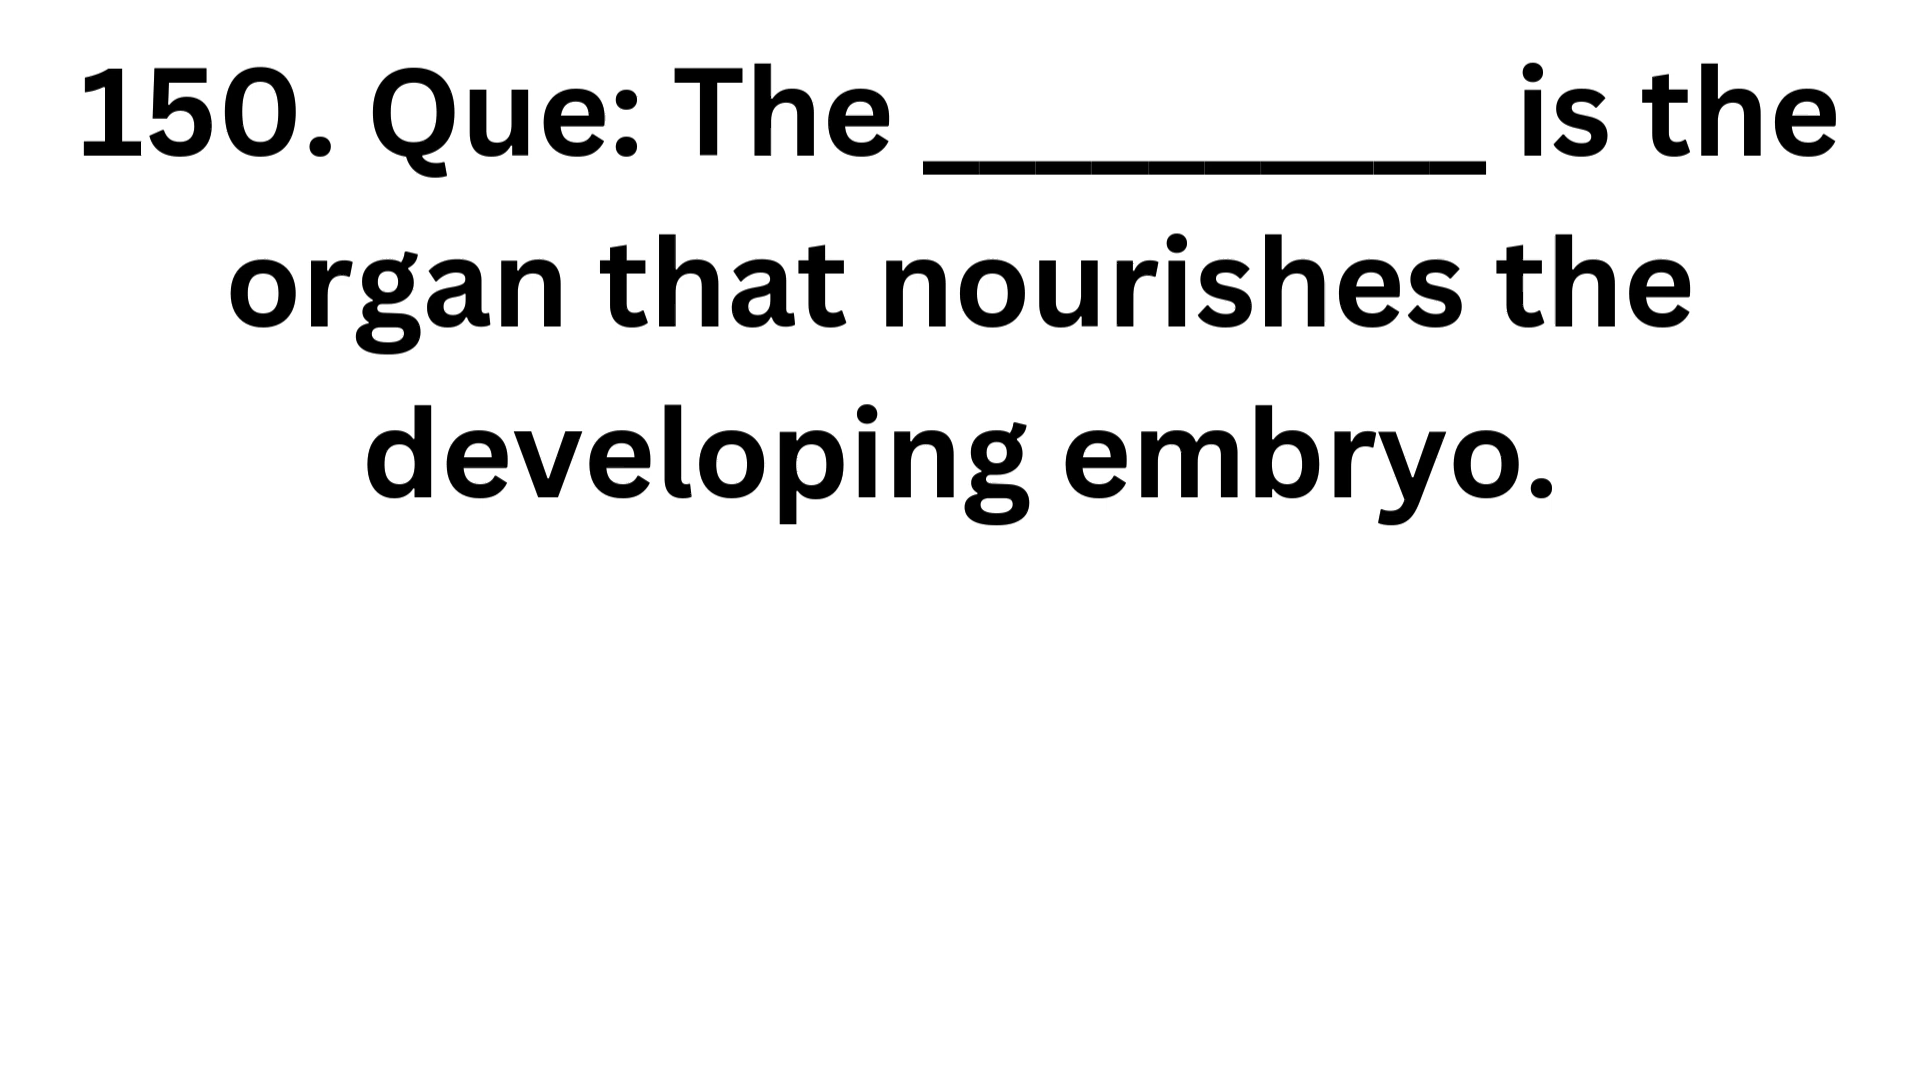 150. Que: The __________ is the
organ that nourishes the
developing embryo.